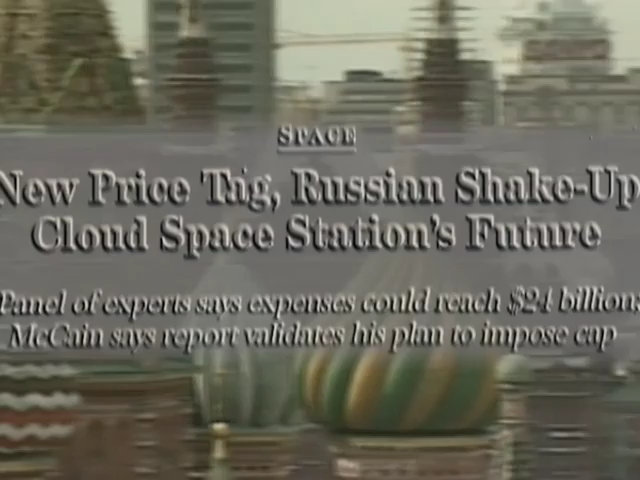 SPACE
New Price Tag, Russian Shake-Up
Cloud Space Station's Future
Panel of experts says expenses could reach $24 billion;
McCain says report validates his plan to impose cap